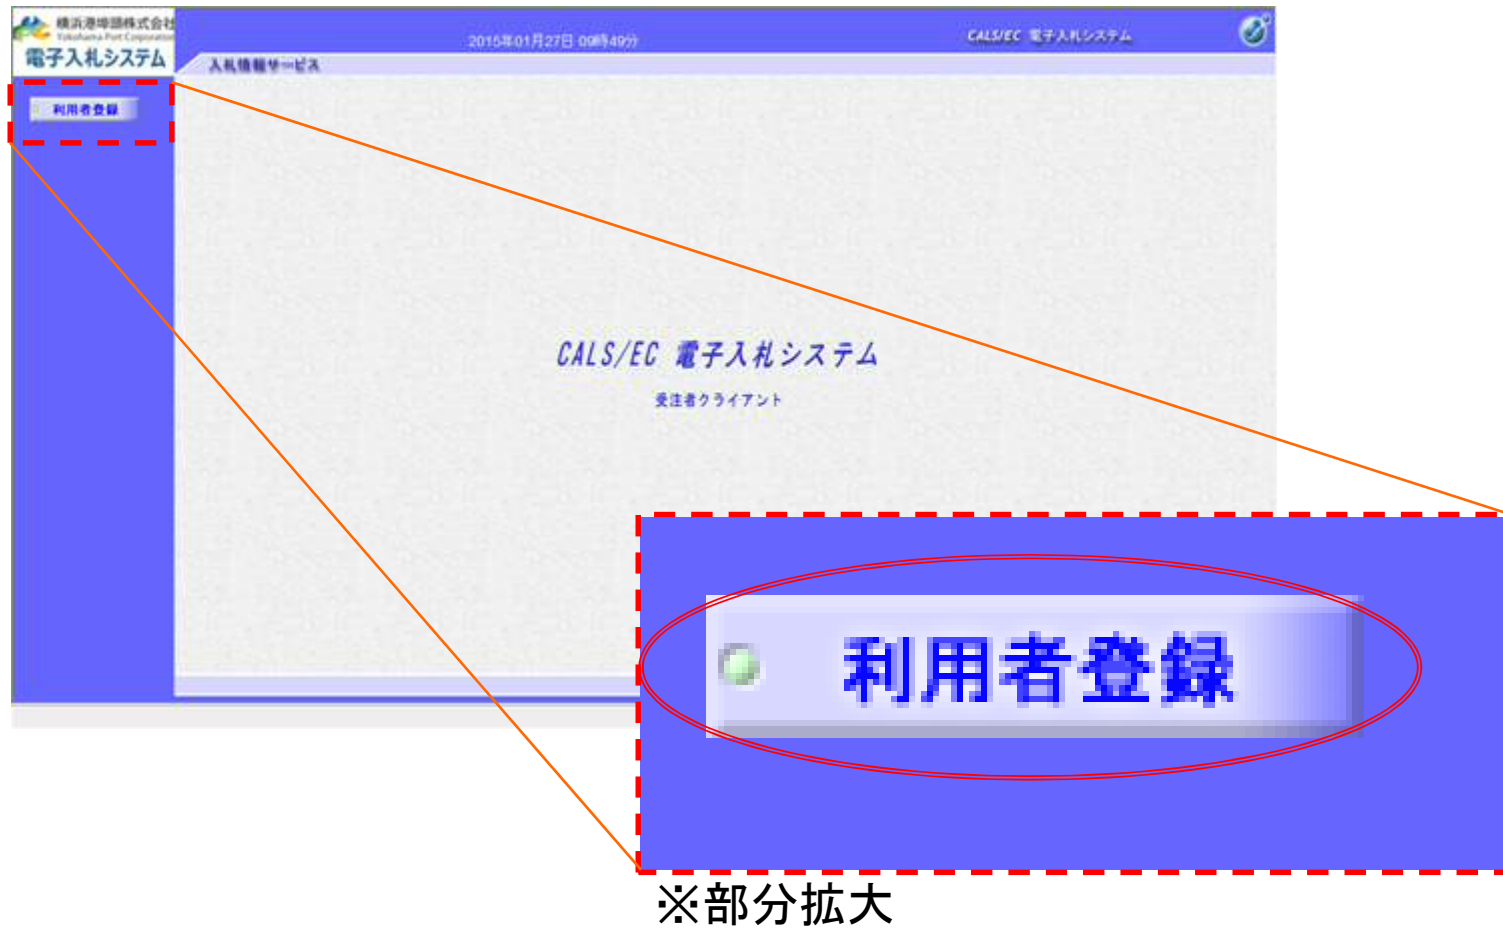 横浜港埠頭株式会社
Yokohama Port Corporation
電子入札システム
2015年01月27日 09時49分
CALS/EC 電子入札システム
入札情報サービス
利用者登録
CALS/EC 電子入札システム
受注者クライアント
利用者登録
※部分拡大